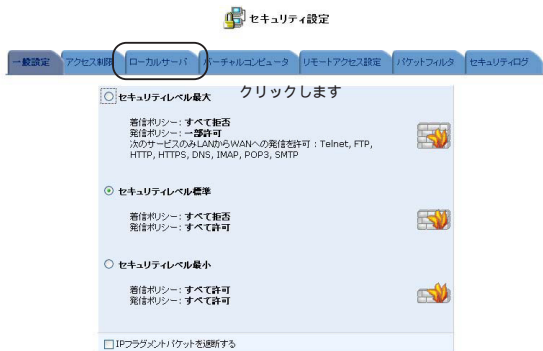 セキュリティ設定
一般設定 アクセス制限 ローカルサーバ バーチャルコンピュータ リモートアクセス設定 パケットフィルタ セキュリティログ
クリックします
セキュリティレベル最大
着信ポリシー：すべて拒否
発信ポリシー：一部許可
次のサービスのみLANからWANへの発信を許可：Telnet, FTP,
HTTP, HTTPS, DNS, IMAP, POP3, SMTP
セキュリティレベル標準
着信ポリシー：すべて拒否
発信ポリシー：すべて許可
セキュリティレベル最小
着信ポリシー：すべて許可
発信ポリシー：すべて許可
IPフラグメントパケットを遮断する